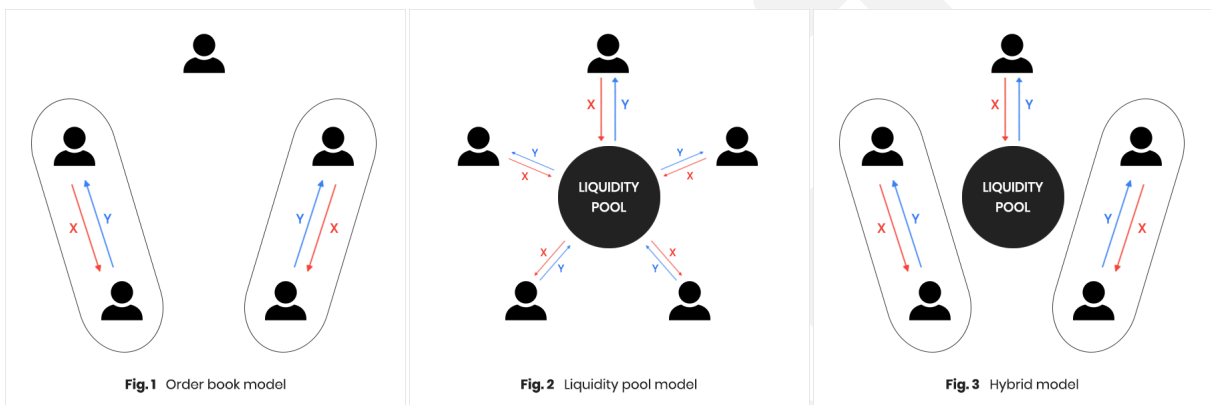 X
Y
Y
X
Fig. 1 Order book model
X
Y
Y
X
Y
X
LIQUIDITY
POOL
X
Y
X
Y
Fig. 2 Liquidity pool model
X
Y
LIQUIDITY
POOL
X
Y
Y
X
Fig. 3 Hybrid model